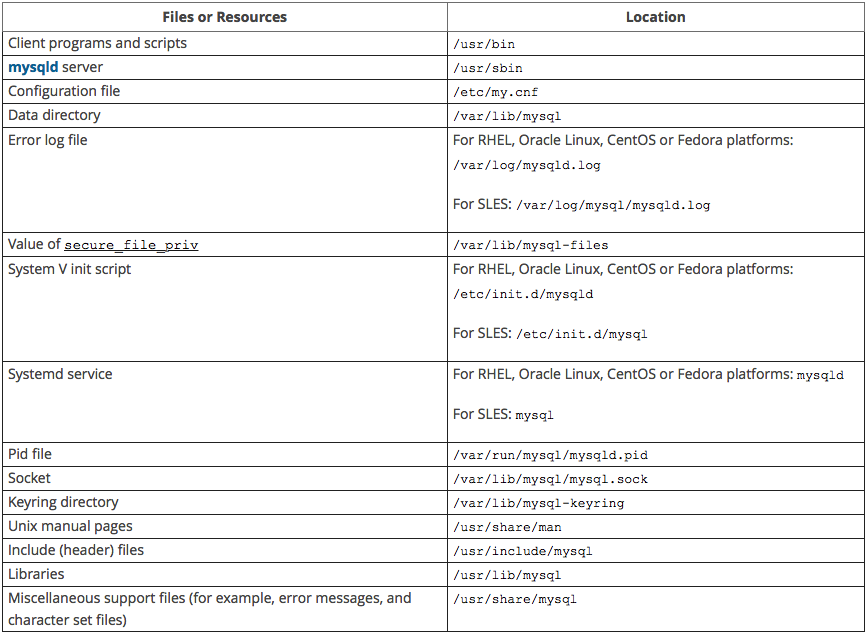 Files or Resources Location
Client programs and scripts /usr/bin
mysqld server /usr/sbin
Configuration file /etc/my.cnf
Data directory /var/lib/mysql
Error log file For RHEL, Oracle Linux, CentOS or Fedora platforms:
/var/log/mysqld.log
For SLES: /var/log/mysql/mysqld.log
Value of secure_file_priv /var/lib/mysql-files
System V init script For RHEL, Oracle Linux, CentOS or Fedora platforms:
/etc/init.d/mysqld
For SLES: /etc/init.d/mysql
Systemd service For RHEL, Oracle Linux, CentOS or Fedora platforms: mysqld
For SLES: mysql
Pid file /var/run/mysql/mysqld.pid
Socket /var/lib/mysql/mysql.sock
Keyring directory /var/lib/mysql-keyring
Unix manual pages /usr/share/man
Include (header) files /usr/include/mysql
Libraries /usr/lib/mysql
Miscellaneous support files (for example, error messages, and /usr/share/mysql
character set files)